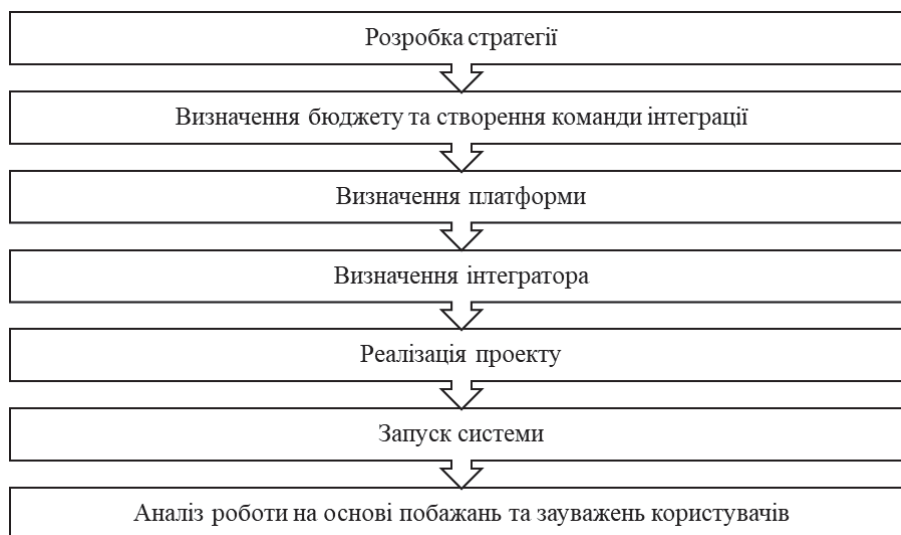 Розробка стратегії
Визначення бюджету та створення команди інтеграції
Визначення платформи
Визначення інтегратора
Реалізація проекту
Запуск системи
Аналіз роботи на основі побажань та зауважень користувачів